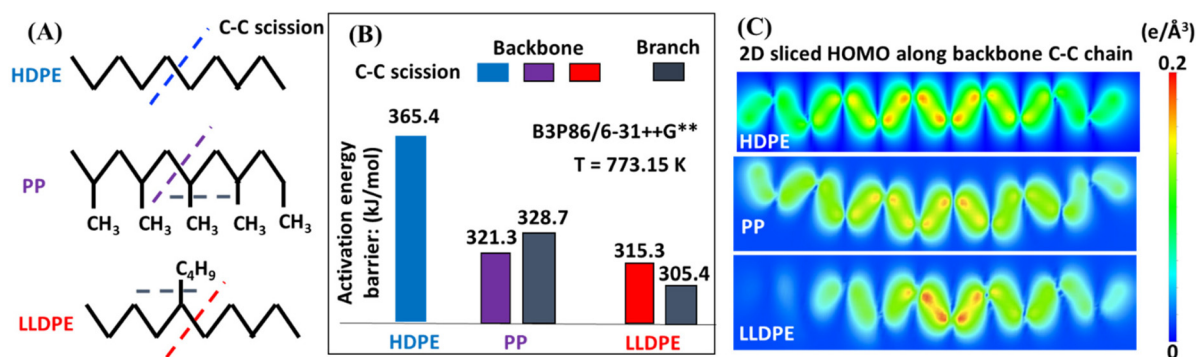 (A)
C-C scission
HDPE
PP
CH₃ CH₃ CH₃ CH₃ CH₃
C₄H₉
LLDPE
(B)
Backbone Branch
C-C scission
365.4
B3P86/6-31++G**
T = 773.15 K
Activation energy
barrier: (kJ/mol)
321.3
328.7
315.3
305.4
HDPE PP LLDPE
(C)
(e/Å³)
2D sliced HOMO along backbone C-C chain
0.2
HDPE
PP
LLDPE
0